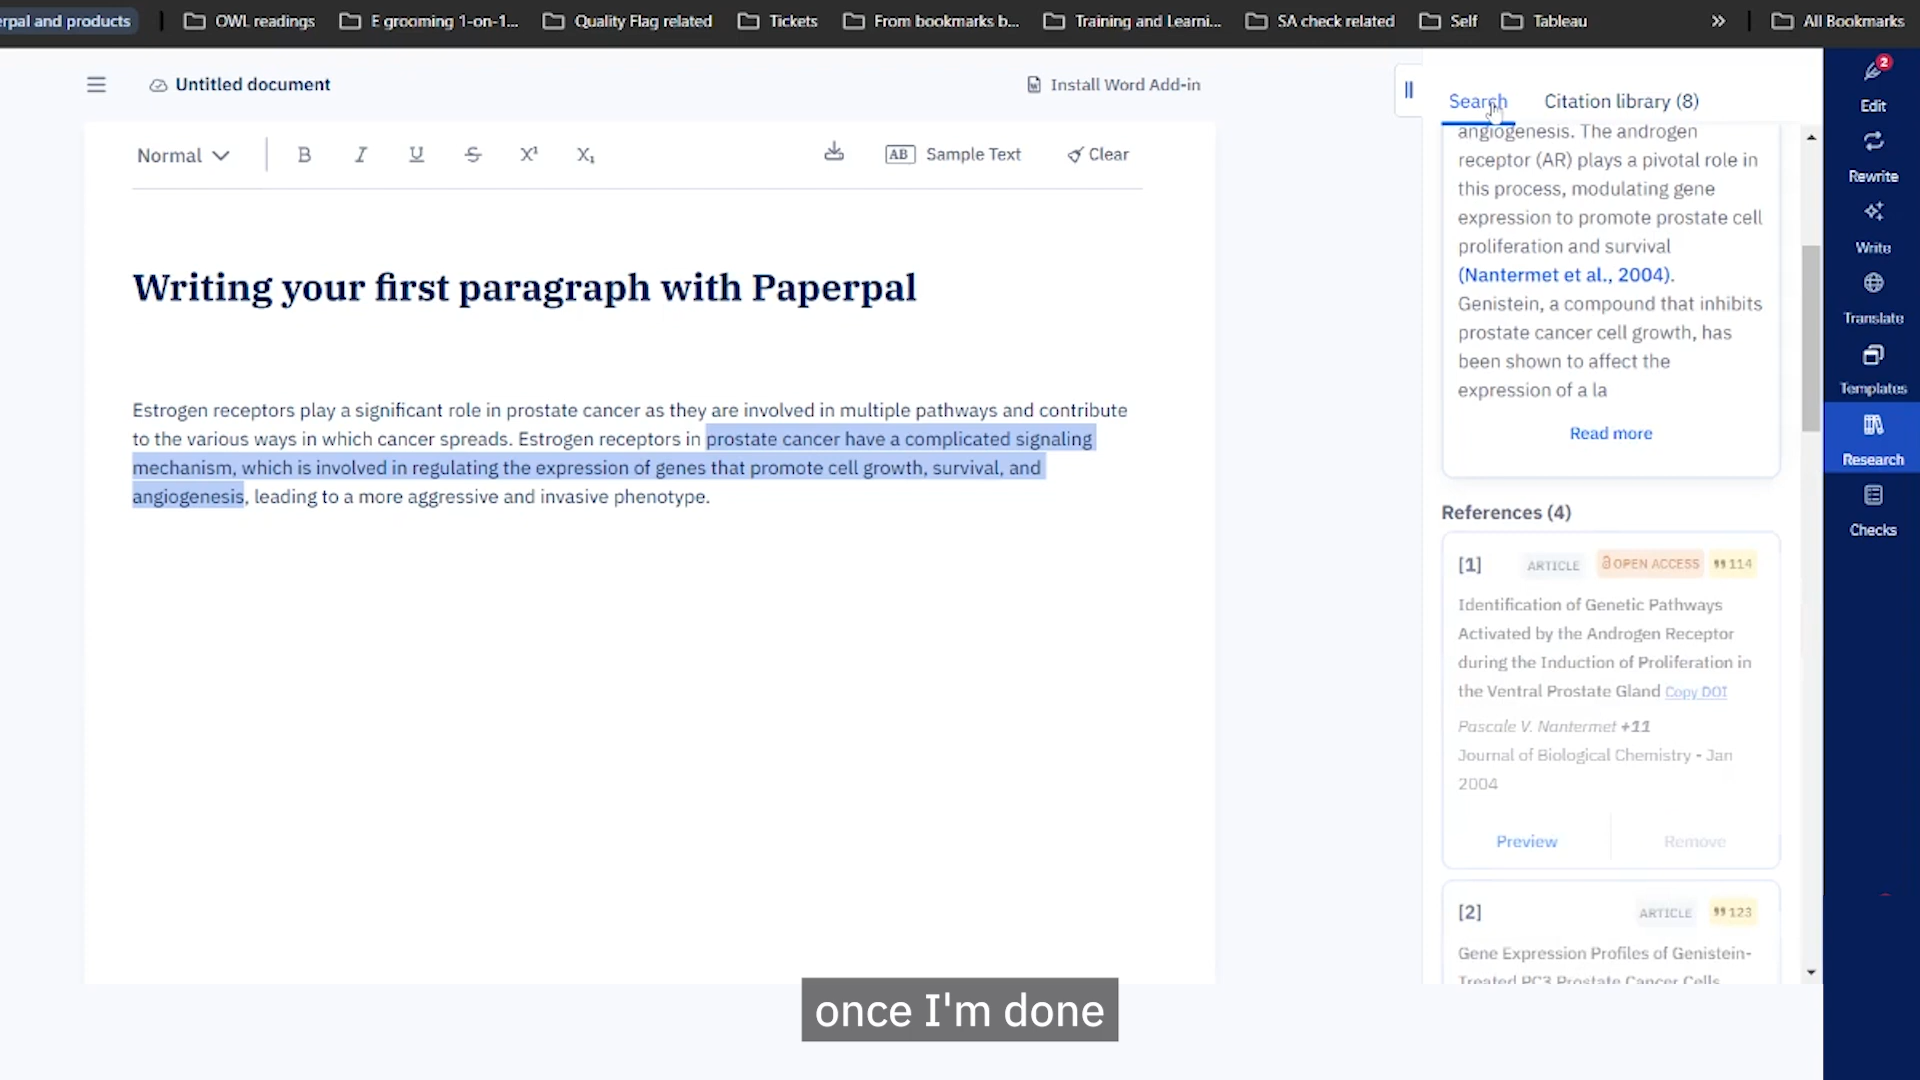 erpal and products
OWL readings
E grooming 1-on-1...
Quality Flag related
Tickets
From bookmarks b...
Training and Learni...
SA check related
Self
Tableau
»
All Bookmarks
Untitled document
Install Word Add-in
Search
Citation library (8)
2
Edit
Rewrite
Write
Translate
Templates
Research
Checks
Normal
B
I
U
S
X¹
X₁
AB Sample Text
Clear
Writing your first paragraph with Paperpal
Estrogen receptors play a significant role in prostate cancer as they are involved in multiple pathways and contribute
to the various ways in which cancer spreads. Estrogen receptors in prostate cancer have a complicated signaling
mechanism, which is involved in regulating the expression of genes that promote cell growth, survival, and
angiogenesis, leading to a more aggressive and invasive phenotype.
angiogenesis. The androgen
receptor (AR) plays a pivotal role in
this process, modulating gene
expression to promote prostate cell
proliferation and survival
(Nantermet et al., 2004).
Genistein, a compound that inhibits
prostate cancer cell growth, has
been shown to affect the
expression of a la
Read more
References (4)
[1]
ARTICLE
OPEN ACCESS
114
Identification of Genetic Pathways
Activated by the Androgen Receptor
during the Induction of Proliferation in
the Ventral Prostate Gland Copy DOI
Pascale V. Nantermet +11
Journal of Biological Chemistry - Jan
2004
Preview
Remove
[2]
ARTICLE
123
Gene Expression Profiles of Genistein-
Treated PC3 Prostate Cancer Cells
once I'm done